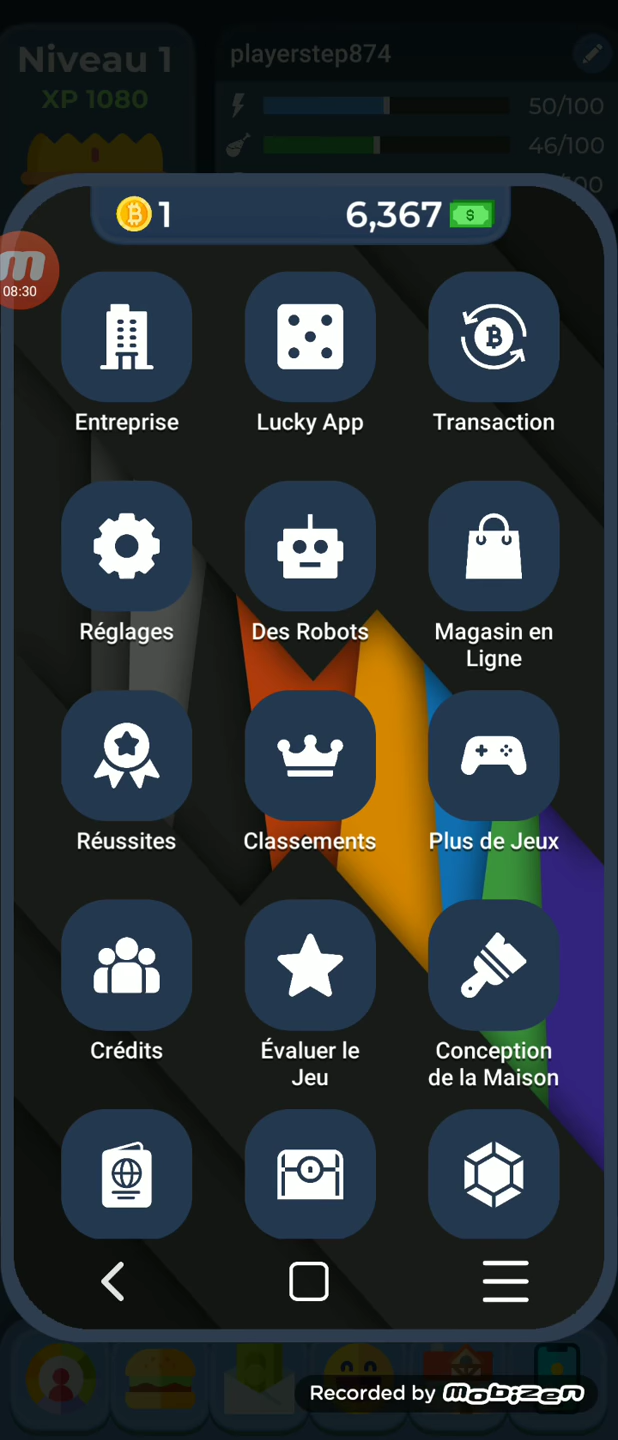 Niveau 1
XP 1080
playerstep874
50/100
46/100
1
6,367
08:30
Entreprise
Lucky App
Transaction
Réglages
Des Robots
Magasin en
Ligne
Réussites
Classements
Plus de Jeux
Crédits
Évaluer le
Jeu
Conception
de la Maison
Recorded by mobizen